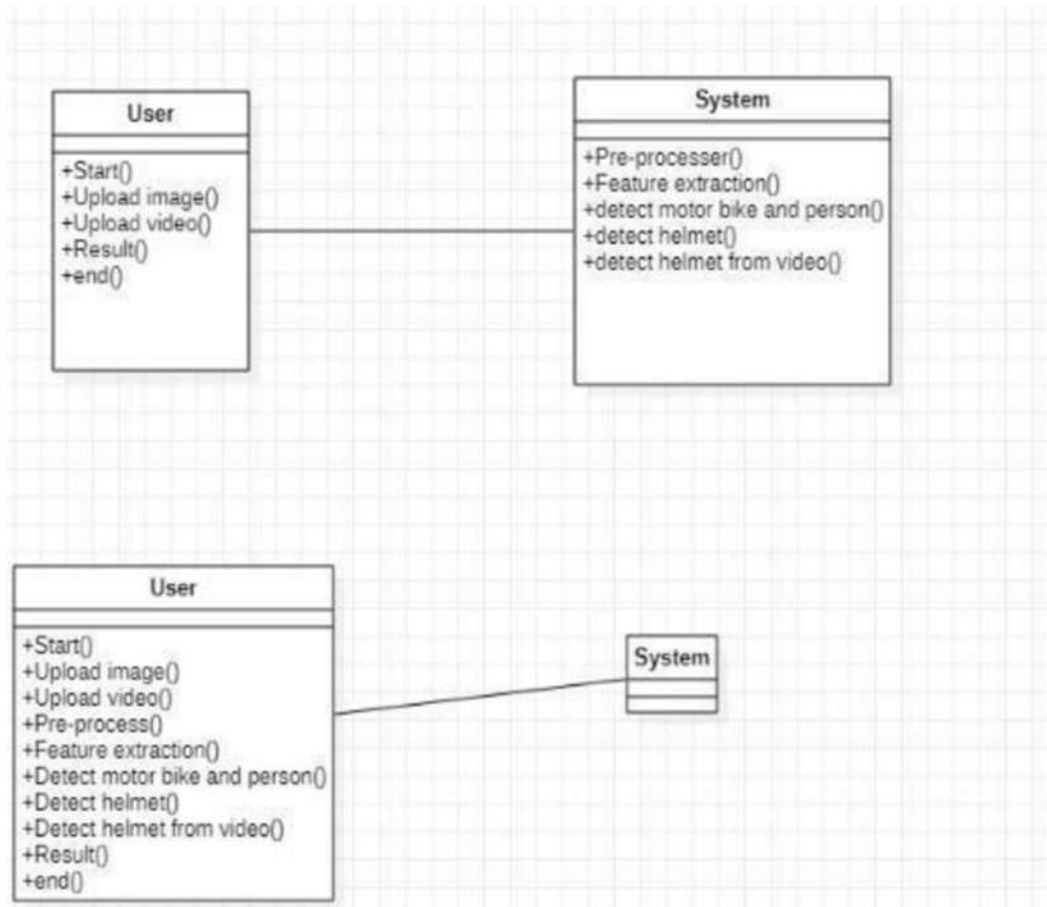 User
+Start()
+Upload image()
+Upload video()
+Result()
+end()
System
+Pre-processer()
+Feature extraction()
+detect motor bike and person()
+detect helmet()
+detect helmet from video()
User
+Start()
+Upload image()
+Upload video()
+Pre-process()
+Feature extraction()
+Detect motor bike and person()
+Detect helmet()
+Detect helmet from video()
+Result()
+end()
System